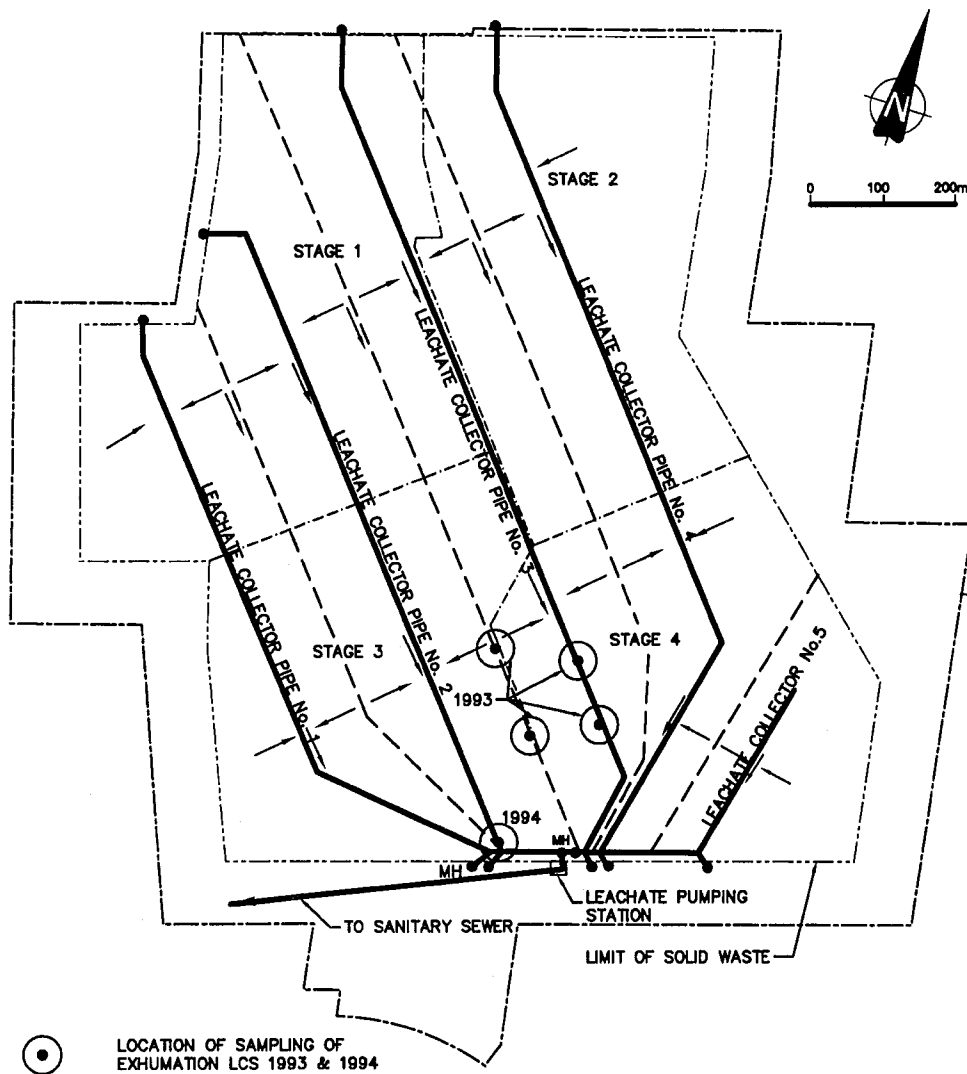 N
0 100 200m
STAGE 2
STAGE 1
LEACHATE COLLECTOR PIPE No. 3
LEACHATE COLLECTOR PIPE No. 4
LEACHATE COLLECTOR PIPE No. 2
LEACHATE COLLECTOR PIPE No. 1
STAGE 3
STAGE 4
1993
LEACHATE COLLECTOR No.5
1994
MH
MH
LEACHATE PUMPING
STATION
TO SANITARY SEWER
LIMIT OF SOLID WASTE
LOCATION OF SAMPLING OF
EXHUMATION LCS 1993 & 1994